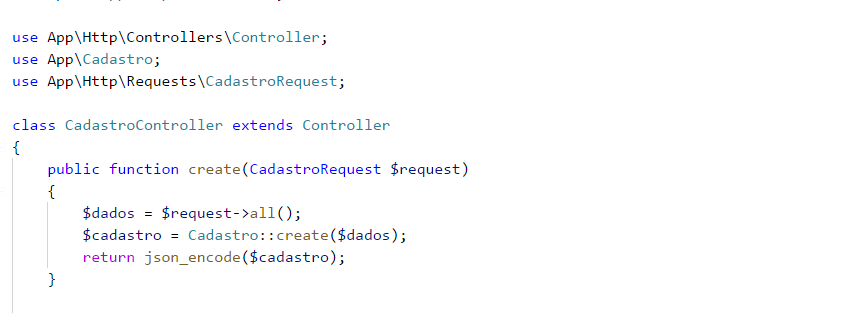 use App\Http\Controllers\Controller;
use App\Cadastro;
use App\Http\Requests\CadastroRequest;
class CadastroController extends Controller
{
public function create(CadastroRequest $request)
{
$dados = $request->all();
$cadastro = Cadastro::create($dados);
return json_encode($cadastro);
}